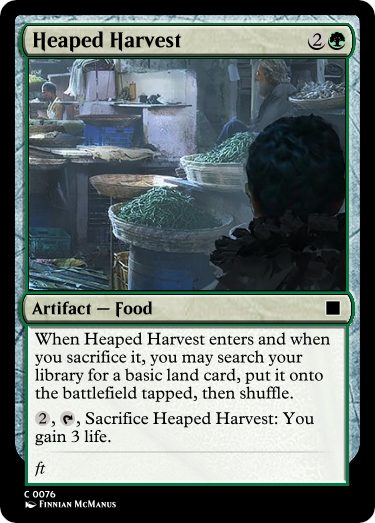 Heaped Harvest 2
Artifact — Food
When Heaped Harvest enters and when
you sacrifice it, you may search your
library for a basic land card, put it onto
the battlefield tapped, then shuffle.
2, , Sacrifice Heaped Harvest: You
gain 3 life.
ft
C 0076
Finnian McManus